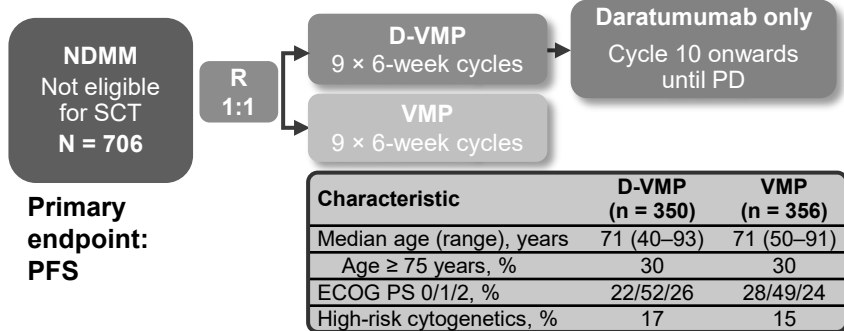 NDMM
Not eligible
for SCT
N = 706
R
1:1
D-VMP
9 × 6-week cycles
VMP
9 × 6-week cycles
Daratumumab only
Cycle 10 onwards
until PD
Primary
endpoint:
PFS
Characteristic D-VMP (n = 350) VMP (n = 356)
Median age (range), years 71 (40–93) 71 (50–91)
Age ≥ 75 years, % 30 30
ECOG PS 0/1/2, % 22/52/26 28/49/24
High-risk cytogenetics, % 17 15